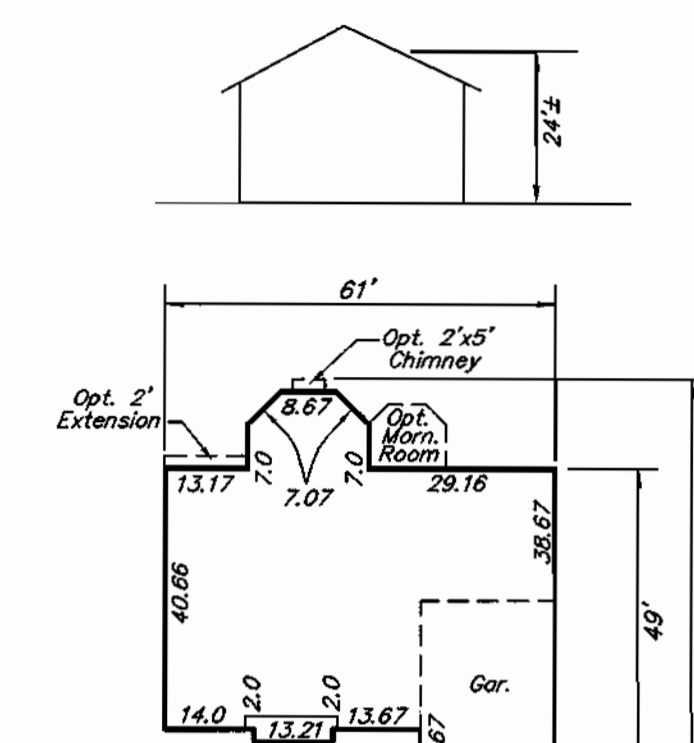 24'±
61'
Opt. 2'x5'
Chimney
Opt. 2'
Extension
8.67
Opt.
Morn.
Room
13.17
7.0
7.07
7.0
29.16
38.67
40.66
49'
Gar.
14.0
2.0
13.21
2.0
13.67
67